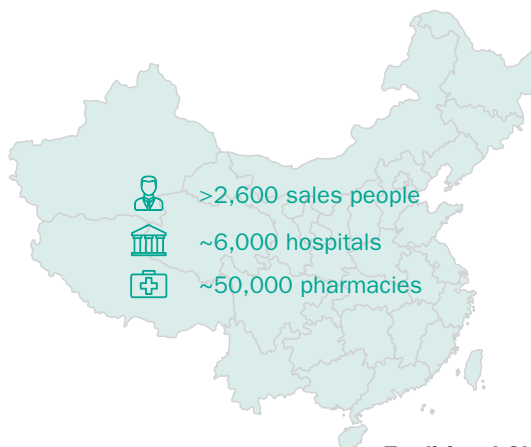 >2,600 sales people
~6,000 hospitals
~50,000 pharmacies